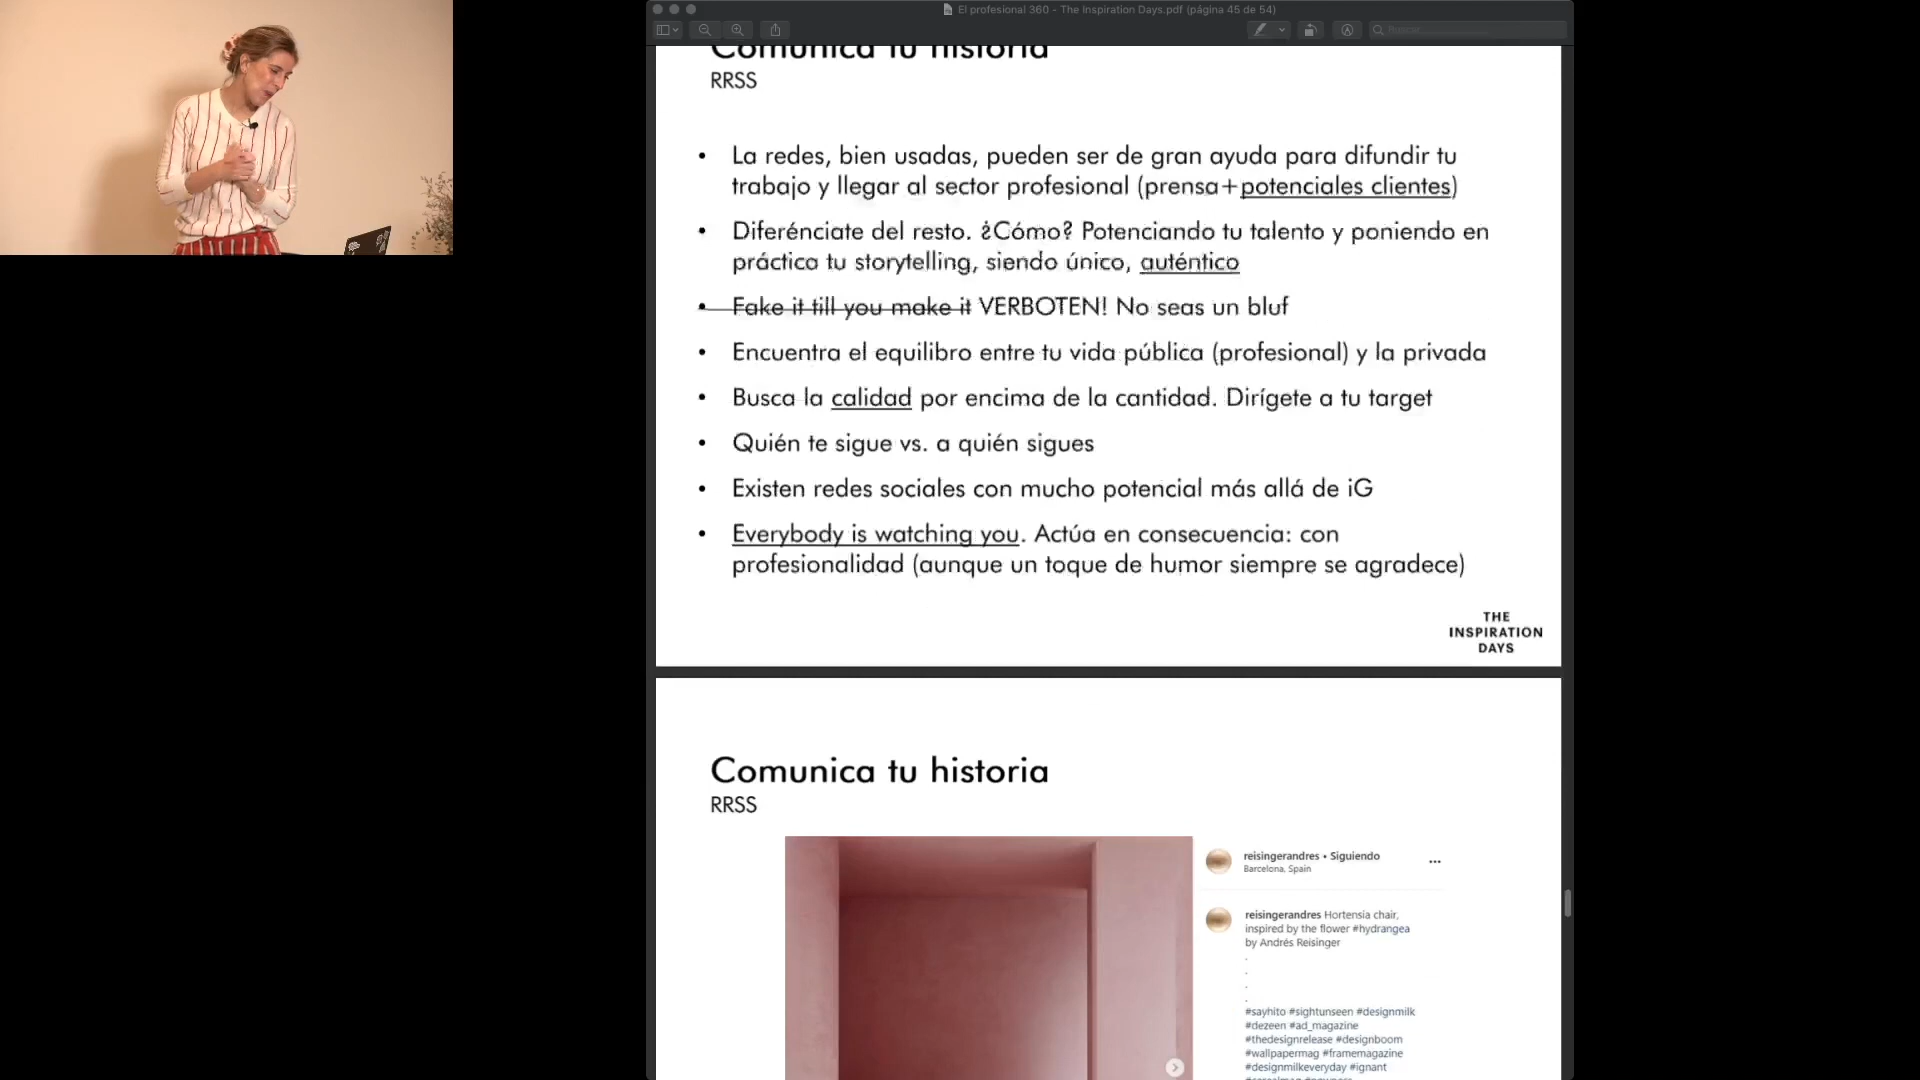 El profesional 360 - The Inspiration Days.pdf (página 45 de 54)
Buscar
Comunica tu historia
RRSS
• La redes, bien usadas, pueden ser de gran ayuda para difundir tu
trabajo y llegar al sector profesional (prensa+potenciales clientes)
• Diferénciate del resto. ¿Cómo? Potenciando tu talento y poniendo en
práctica tu storytelling, siendo único, auténtico
• Fake it till you make it VERBOTEN! No seas un bluf
• Encuentra el equilibro entre tu vida pública (profesional) y la privada
• Busca la calidad por encima de la cantidad. Dirígete a tu target
• Quién te sigue vs. a quién sigues
• Existen redes sociales con mucho potencial más allá de iG
• Everybody is watching you. Actúa en consecuencia: con
profesionalidad (aunque un toque de humor siempre se agradece)
THE
INSPIRATION
DAYS
Comunica tu historia
RRSS
reisingerandres • Siguiendo
Barcelona, Spain
reisingerandres Hortensia chair,
inspired by the flower #hydrangea
by Andrés Reisinger
.
.
.
.
#sayhito #sightunseen #designmilk
#dezeen #ad_magazine
#thedesignrelease #designboom
#wallpapermag #framemagazine
#designmilkeveryday #ignant